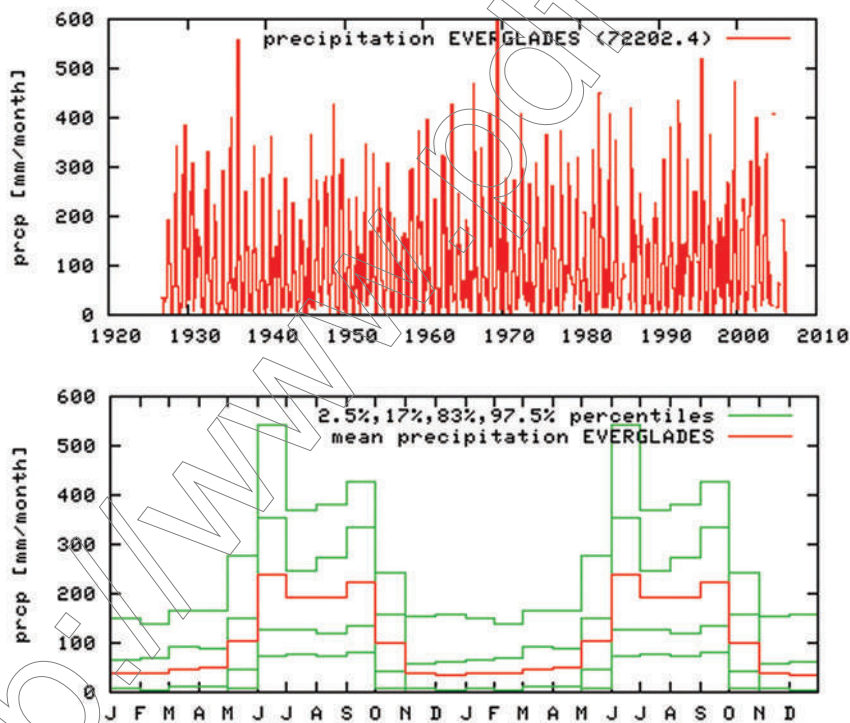 600
precipitation EVERGLADES (72202.4)
500
400
300
200
100
0
prcp [mm/month]
1920 1930 1940 1950 1960 1970 1980 1990 2000 2010
600
2.5%,17%,83%,97.5% percentiles
mean precipitation EVERGLADES
500
400
300
200
100
0
prcp [mm/month]
J F M A M J J A S O N D J F M A M J J A S O N D